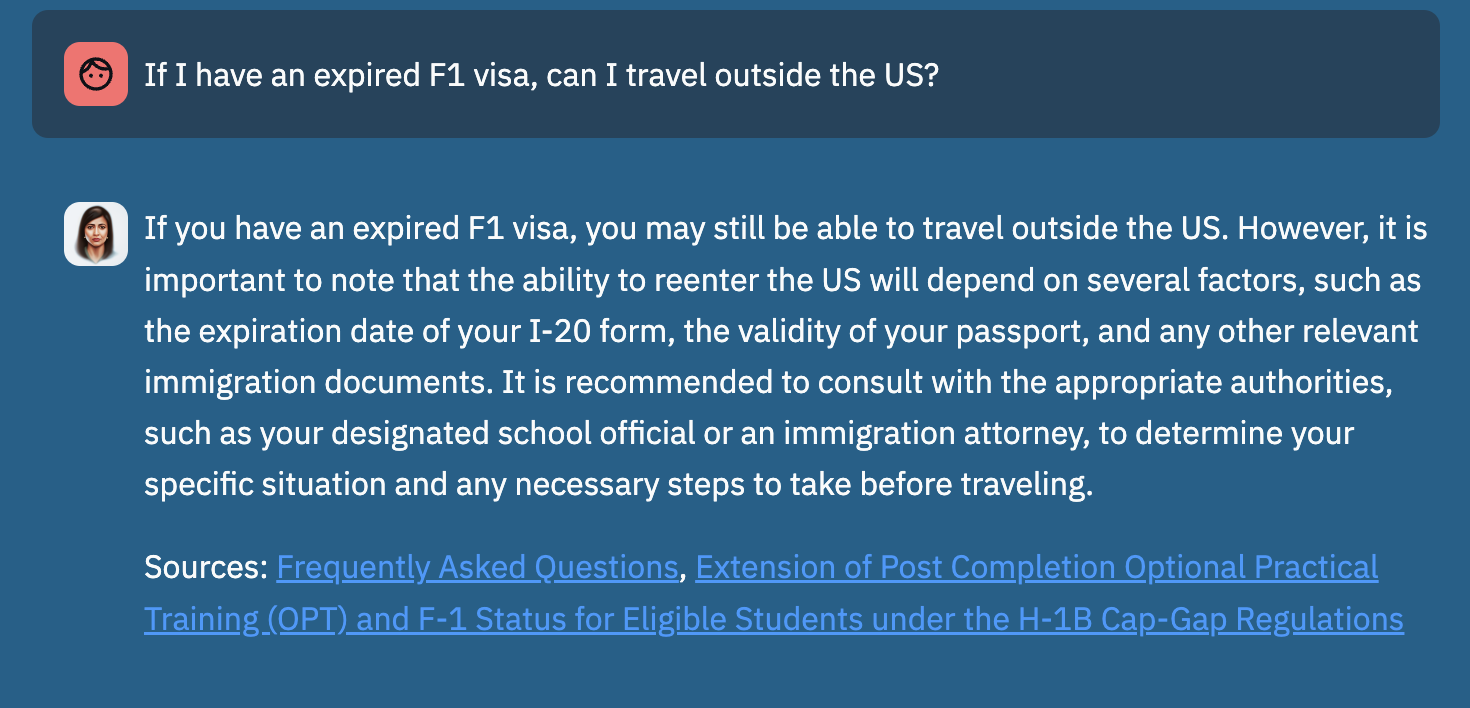 If I have an expired F1 visa, can I travel outside the US?
If you have an expired F1 visa, you may still be able to travel outside the US. However, it is
important to note that the ability to reenter the US will depend on several factors, such as
the expiration date of your I-20 form, the validity of your passport, and any other relevant
immigration documents. It is recommended to consult with the appropriate authorities,
such as your designated school official or an immigration attorney, to determine your
specific situation and any necessary steps to take before traveling.
Sources: Frequently Asked Questions, Extension of Post Completion Optional Practical
Training (OPT) and F-1 Status for Eligible Students under the H-1B Cap-Gap Regulations